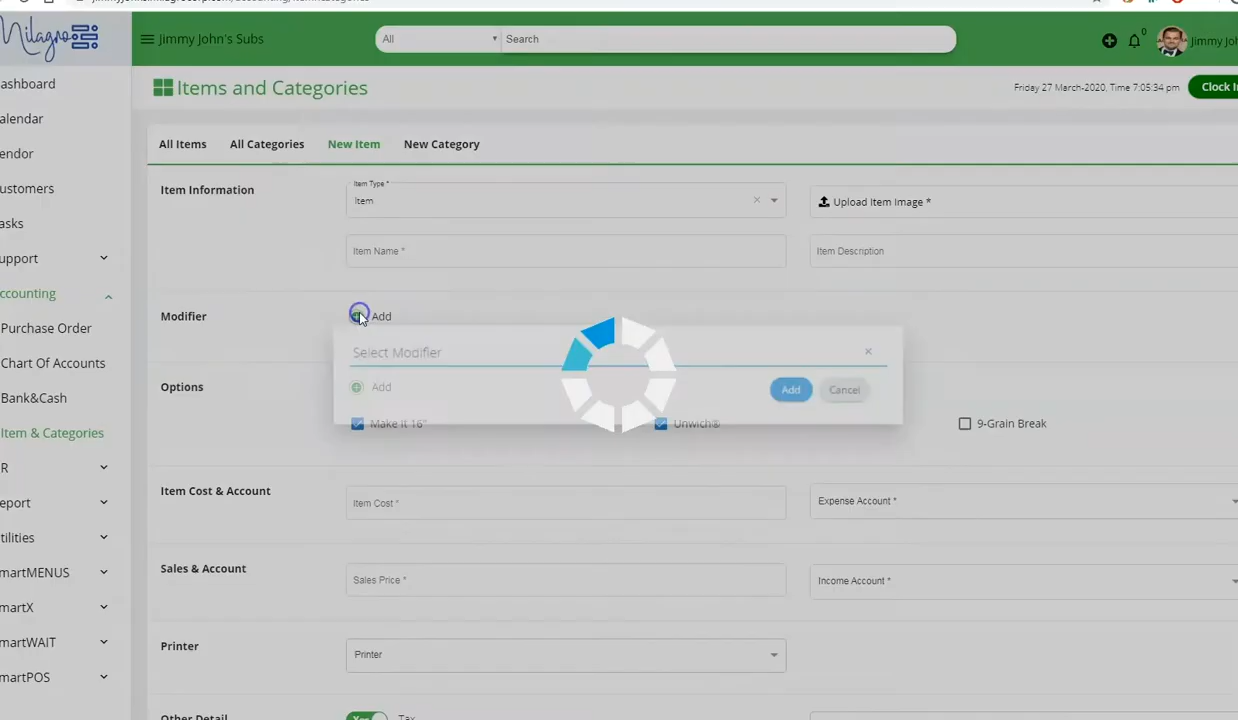 Milagro
Jimmy John's Subs
All
Search
0
Jimmy Joh
Items and Categories
Friday 27 March-2020, Time 7:05:34 pm
Clock I
ashboard
alendar
endor
ustomers
asks
upport
ccounting
Purchase Order
Chart Of Accounts
Bank&Cash
Item & Categories
R
eport
tilities
martMENUS
martX
martWAIT
martPOS
All Items
All Categories
New Item
New Category
Item Information
Item Type *
Item
Upload Item Image *
Item Name *
Item Description
Modifier
Add
Select Modifier
Options
Add
Add
Cancel
Make It 16"
Unwich®
9-Grain Break
Item Cost & Account
Item Cost *
Expense Account *
Sales & Account
Sales Price *
Income Account *
Printer
Printer
Other Detail
Yes
Tax